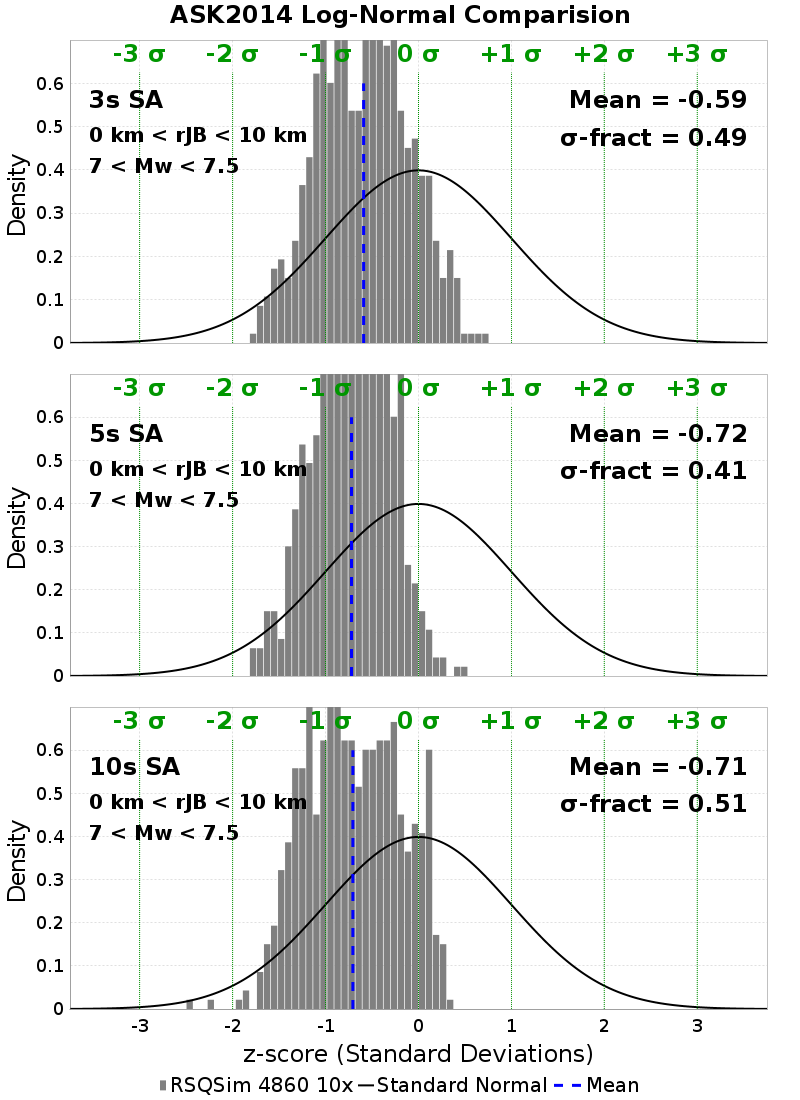 ASK2014 Log-Normal Comparision
-3 σ -2 σ -1 σ 0 σ +1 σ +2 σ +3 σ
0.6
3s SA
Mean = -0.59
0.5
0 km < rJB < 10 km
σ-fract = 0.49
0.4
7 < Mw < 7.5
0.3
0.2
0.1
0
Density
-3 σ -2 σ -1 σ 0 σ +1 σ +2 σ +3 σ
0.6
5s SA
Mean = -0.72
0.5
0 km < rJB < 10 km
σ-fract = 0.41
0.4
7 < Mw < 7.5
0.3
0.2
0.1
0
Density
-3 σ -2 σ -1 σ 0 σ +1 σ +2 σ +3 σ
0.6
10s SA
Mean = -0.71
0.5
0 km < rJB < 10 km
σ-fract = 0.51
0.4
7 < Mw < 7.5
0.3
0.2
0.1
0
Density
-3 -2 -1 0 1 2 3
z-score (Standard Deviations)
RSQSim 4860 10x Standard Normal Mean